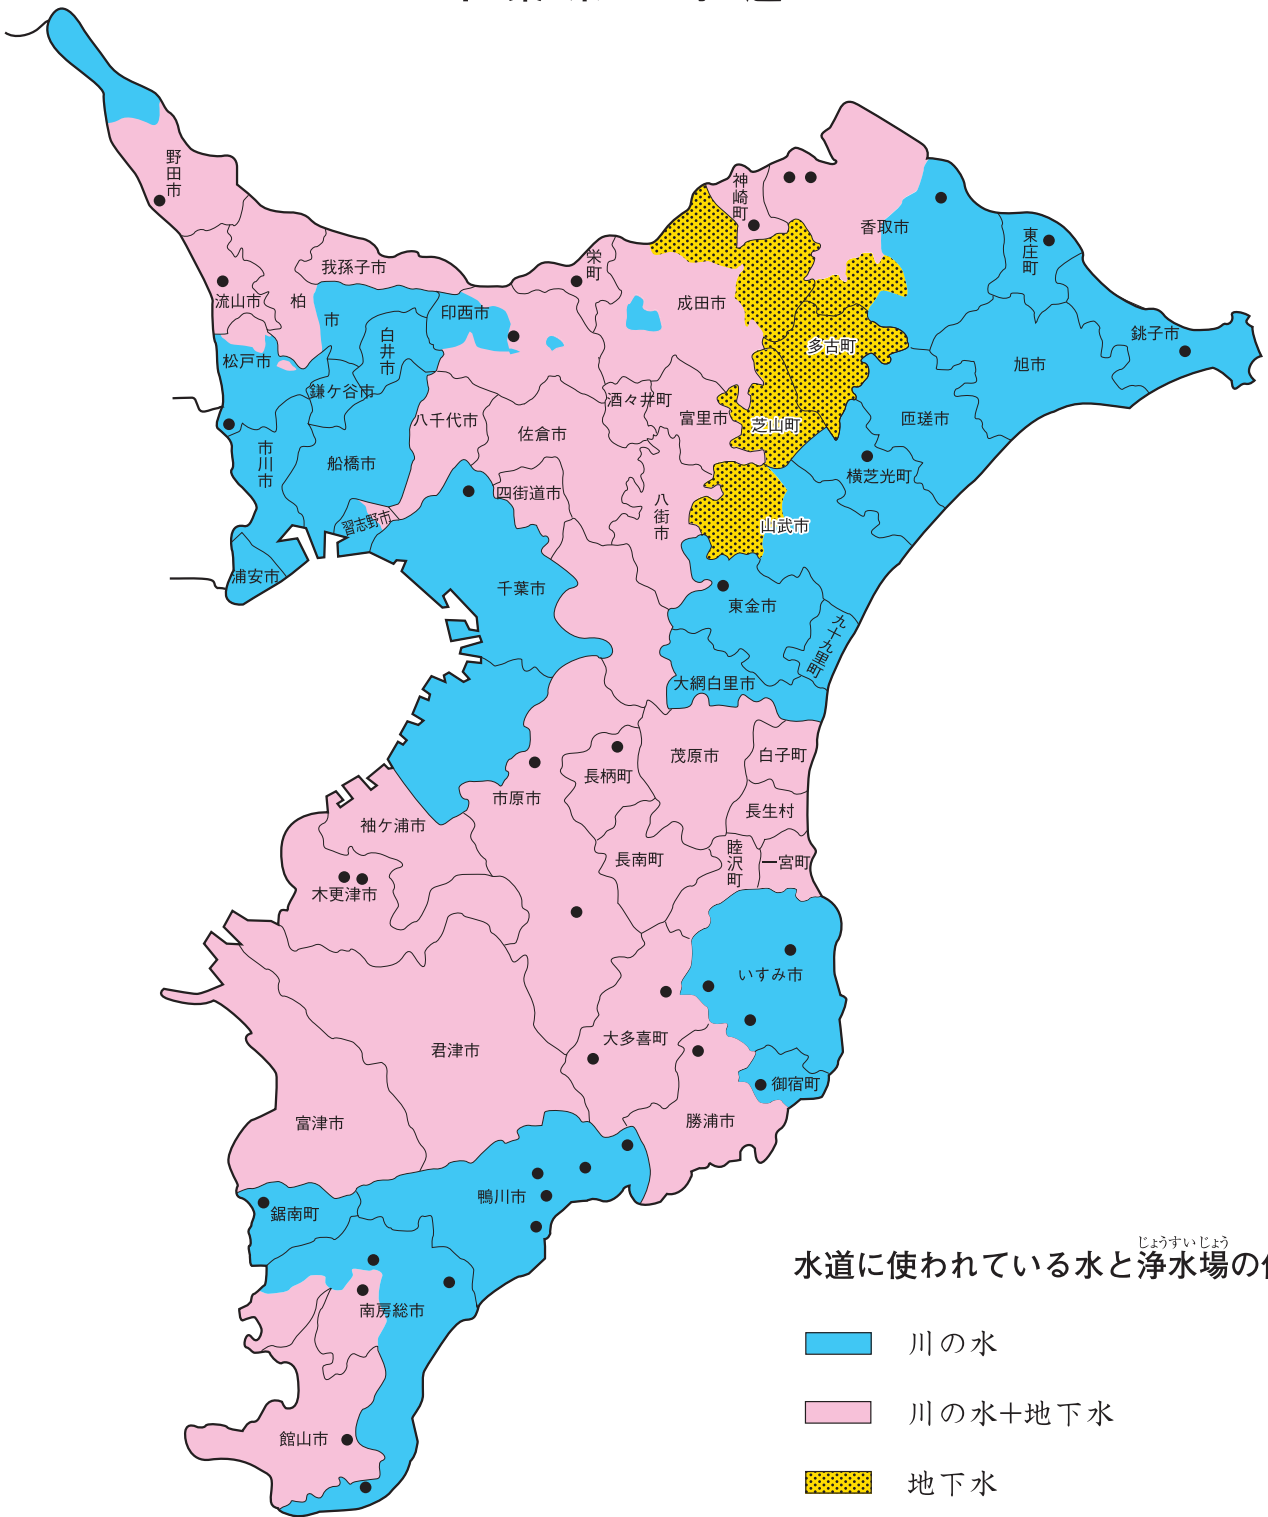 野田市
流山市
我孫子市
柏市
松戸市
鎌ケ谷市
白井市
印西市
栄町
成田市
神崎町
香取市
東庄町
銚子市
旭市
匝瑳市
多古町
芝山町
横芝光町
山武市
富里市
酒々井町
佐倉市
八千代市
四街道市
八街市
市川市
船橋市
習志野市
浦安市
千葉市
東金市
九十九里町
大網白里市
茂原市
白子町
長生村
長柄町
市原市
長南町
睦沢町
一宮町
袖ケ浦市
木更津市
いすみ市
大多喜町
御宿町
勝浦市
君津市
富津市
鴨川市
鋸南町
南房総市
館山市
じょうすいじょう
水道に使われている水と浄水場の
川の水
川の水+地下水
地下水